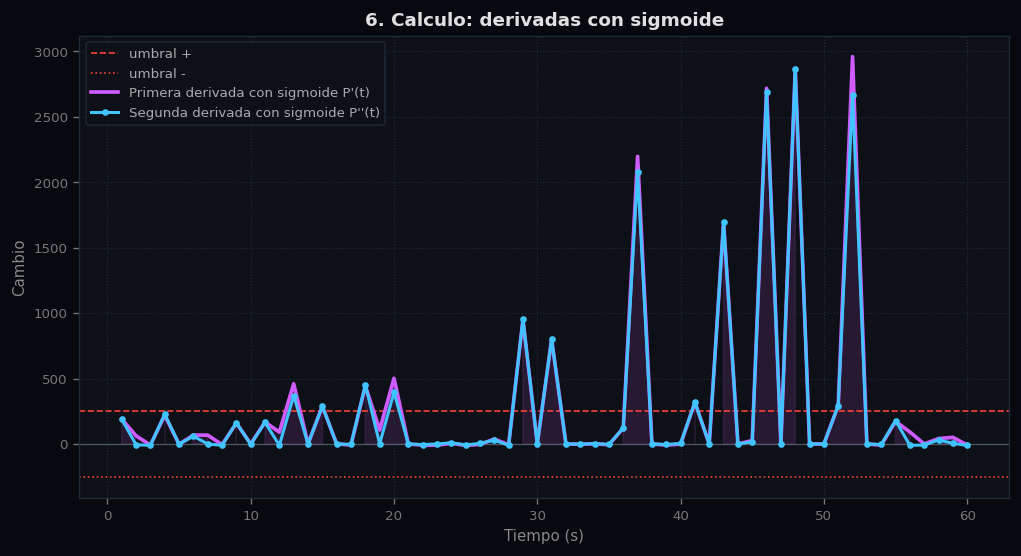 6. Calculo: derivadas con sigmoide
umbral +
umbral -
Primera derivada con sigmoide P'(t)
Segunda derivada con sigmoide P''(t)
Cambio
3000
2500
2000
1500
1000
500
0
0 10 20 30 40 50 60
Tiempo (s)